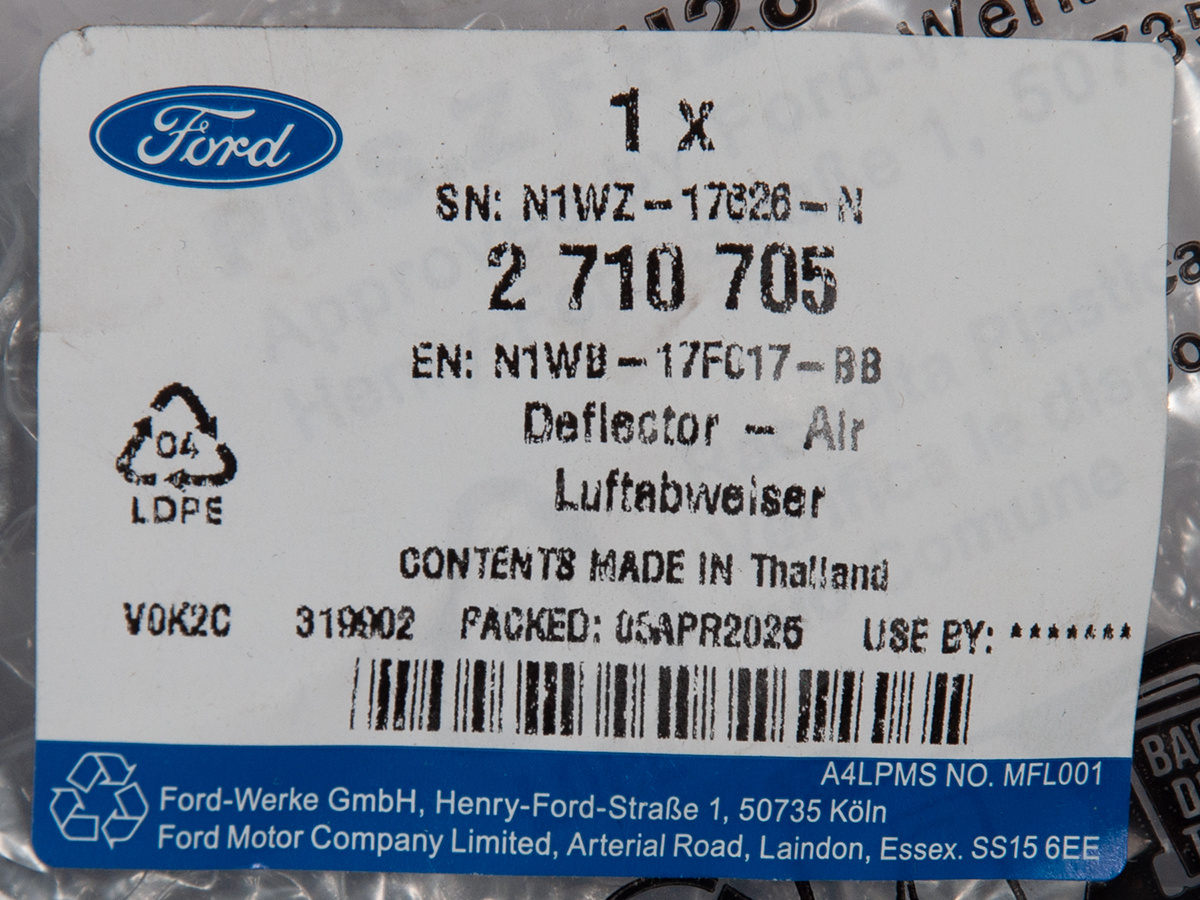 Ford
1 x
SN: N1WZ-17626-N
2 710 705
EN: N1WB-17F017-BB
Deflector - Air
Luftabweiser
04
LDPE
CONTENTS MADE IN Thailand
V0K2C 319902 PACKED: 05APR2025 USE BY: *******
A4LPMS NO. MFL001
Ford-Werke GmbH, Henry-Ford-Straße 1, 50735 Köln
Ford Motor Company Limited, Arterial Road, Laindon, Essex. SS15 6EE